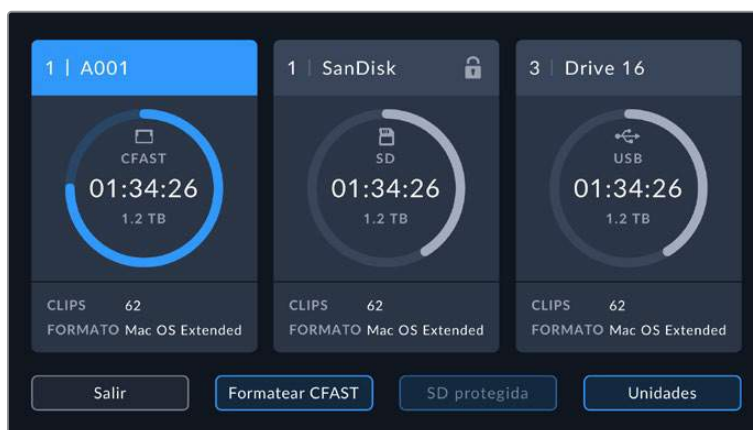 1 | A001
CFAST
01:34:26
1.2 TB
CLIPS 62
FORMATO Mac OS Extended
1 | SanDisk
SD
01:34:26
1.2 TB
CLIPS 62
FORMATO Mac OS Extended
3 | Drive 16
USB
01:34:26
1.2 TB
CLIPS 62
FORMATO Mac OS Extended
Salir
Formatear CFAST
SD protegida
Unidades